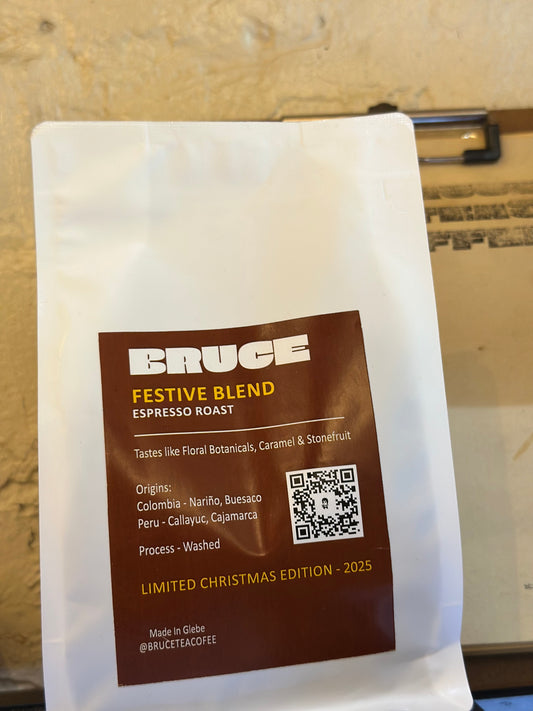 BRUCE
FESTIVE BLEND
ESPRESSO ROAST
Tastes like Floral Botanicals, Caramel & Stonefruit
Origins:
Colombia - Nariño, Buesaco
Peru - Callayuc, Cajamarca
Process - Washed
LIMITED CHRISTMAS EDITION - 2025
Made In Glebe
@BRUCETEACOFEE